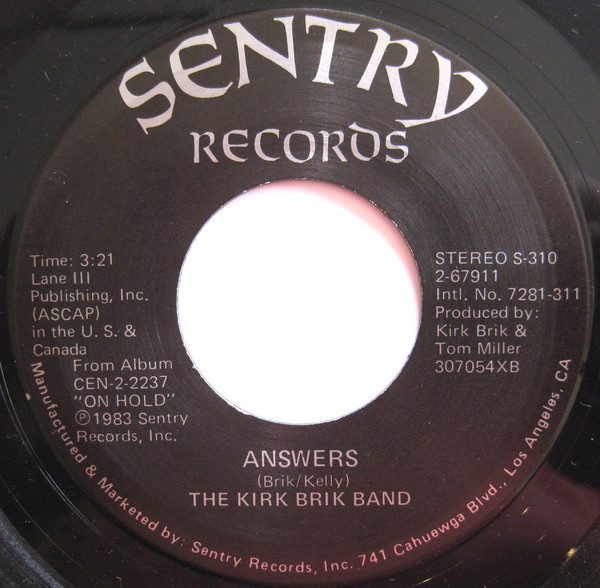 SENTRY
RECORDS
Time: 3:21
Lane III
Publishing, Inc.
(ASCAP)
in the U. S. &
Canada
From Album
CEN-2-2237
"ON HOLD"
℗1983 Sentry
Records, Inc.
STEREO S-310
2-67911
Intl. No. 7281-311
Produced by:
Kirk Brik &
Tom Miller
307054XB
ANSWERS
(Brik/Kelly)
THE KIRK BRIK BAND
Manufactured & Marketed by: Sentry Records, Inc. 741 Cahuewga Blvd., Los Angeles, CA